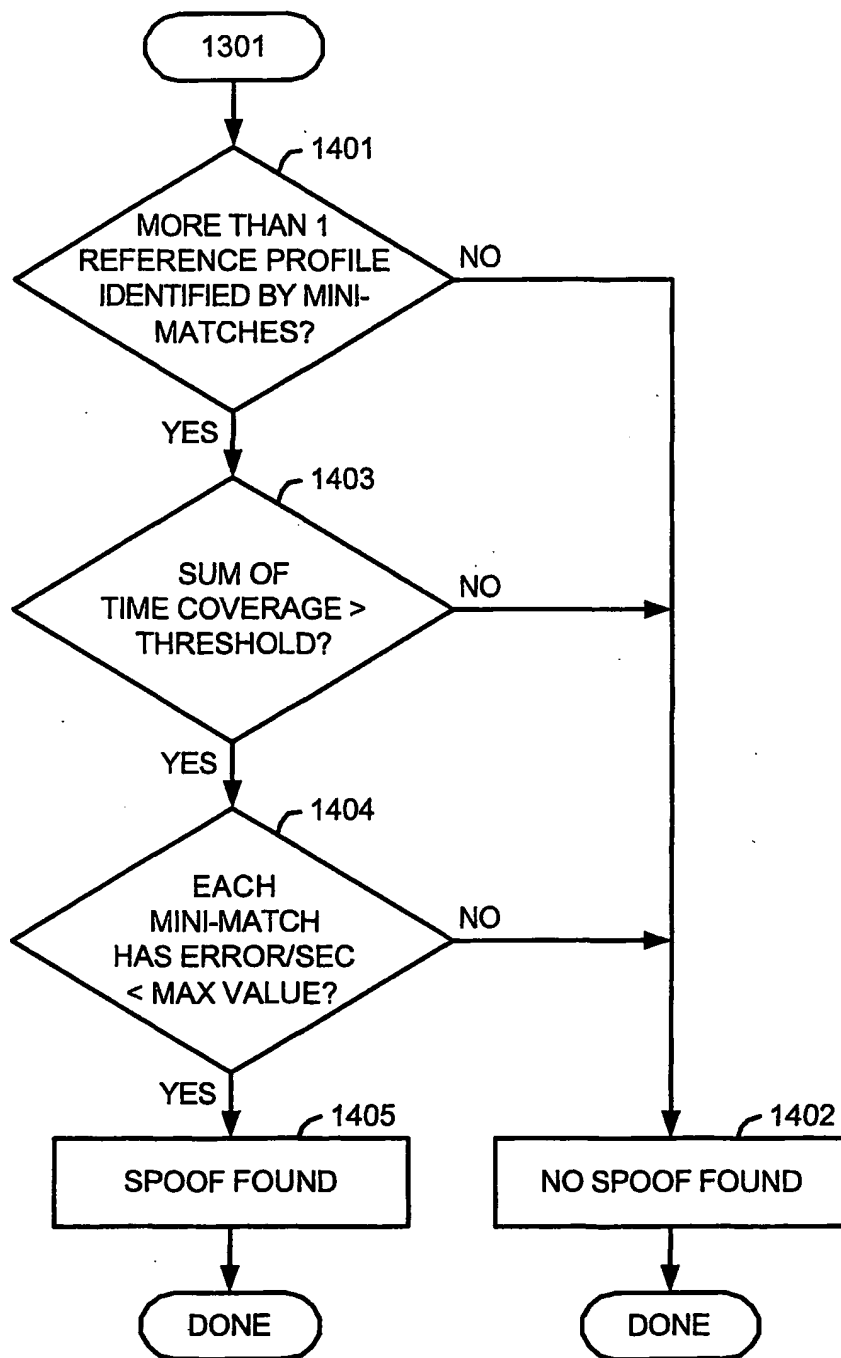 1301
1401
MORE THAN 1
REFERENCE PROFILE
IDENTIFIED BY MINI-
MATCHES?
NO
YES
1403
SUM OF
TIME COVERAGE >
THRESHOLD?
NO
YES
1404
EACH
MINI-MATCH
HAS ERROR/SEC
< MAX VALUE?
NO
YES
1405
SPOOF FOUND
1402
NO SPOOF FOUND
DONE
DONE